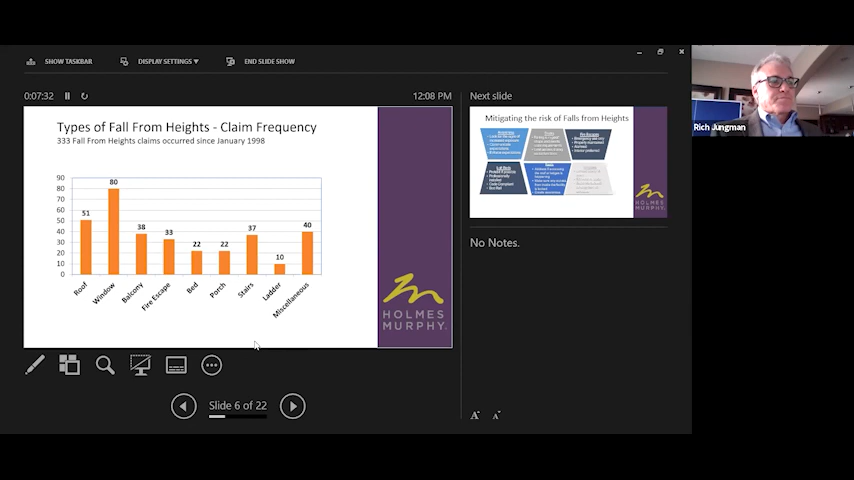 SHOW TASKBAR
DISPLAY SETTINGS ▼
END SLIDE SHOW
0:07:32
12:08 PM
Types of Fall From Heights - Claim Frequency
333 Fall From Heights claims occurred since January 1998
90
80
70
60
50
40
30
20
10
0
51
80
38
33
22
22
37
10
40
Roof
Window
Balcony
Fire Escape
Bed
Porch
Stairs
Ladder
Miscellaneous
HOLMES
MURPHY
Slide 6 of 22
Next slide
Mitigating the risk of Falls from Heights
HOLMES
MURPHY
No Notes.
A
A
Rich Jungman